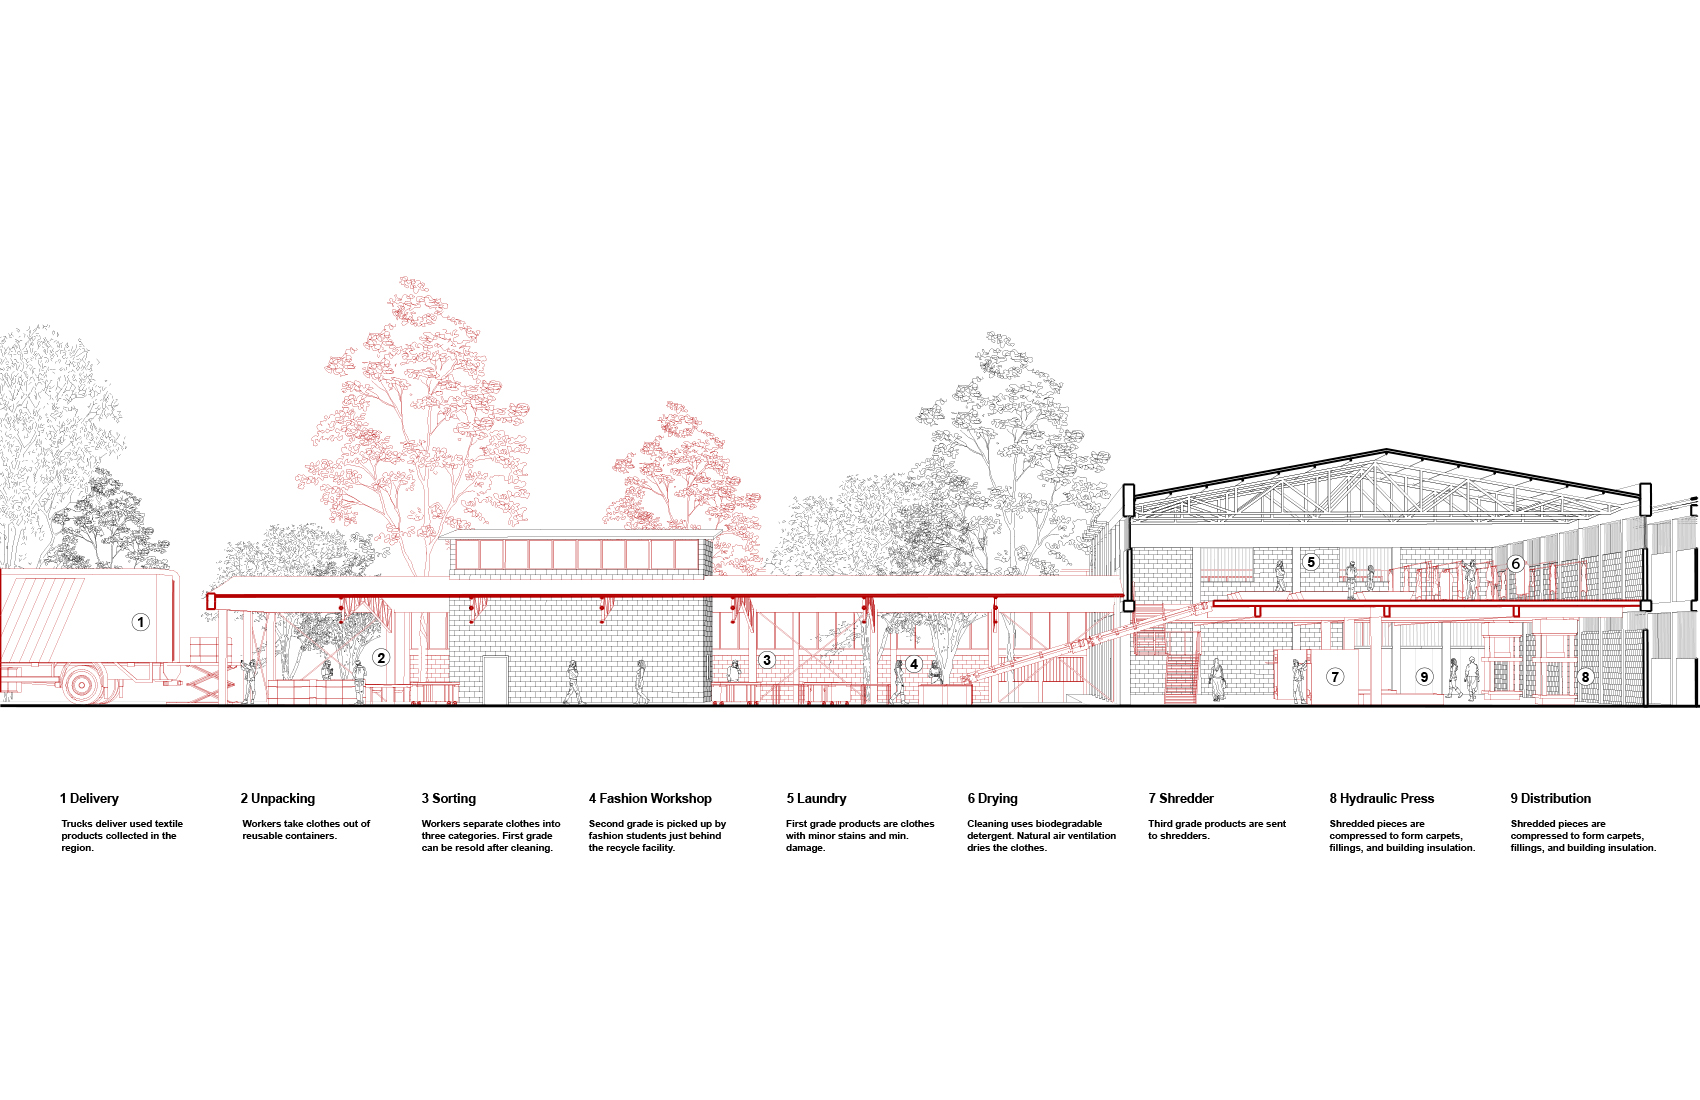 1
2
3
4
5
6
7
9
8
1 Delivery
Trucks deliver used textile
products collected in the
region.
2 Unpacking
Workers take clothes out of
reusable containers.
3 Sorting
Workers separate clothes into
three categories. First grade
can be resold after cleaning.
4 Fashion Workshop
Second grade is picked up by
fashion students just behind
the recycle facility.
5 Laundry
First grade products are clothes
with minor stains and min.
damage.
6 Drying
Cleaning uses biodegradable
detergent. Natural air ventilation
dries the clothes.
7 Shredder
Third grade products are sent
to shredders.
8 Hydraulic Press
Shredded pieces are
compressed to form carpets,
fillings, and building insulation.
9 Distribution
Shredded pieces are
compressed to form carpets,
fillings, and building insulation.